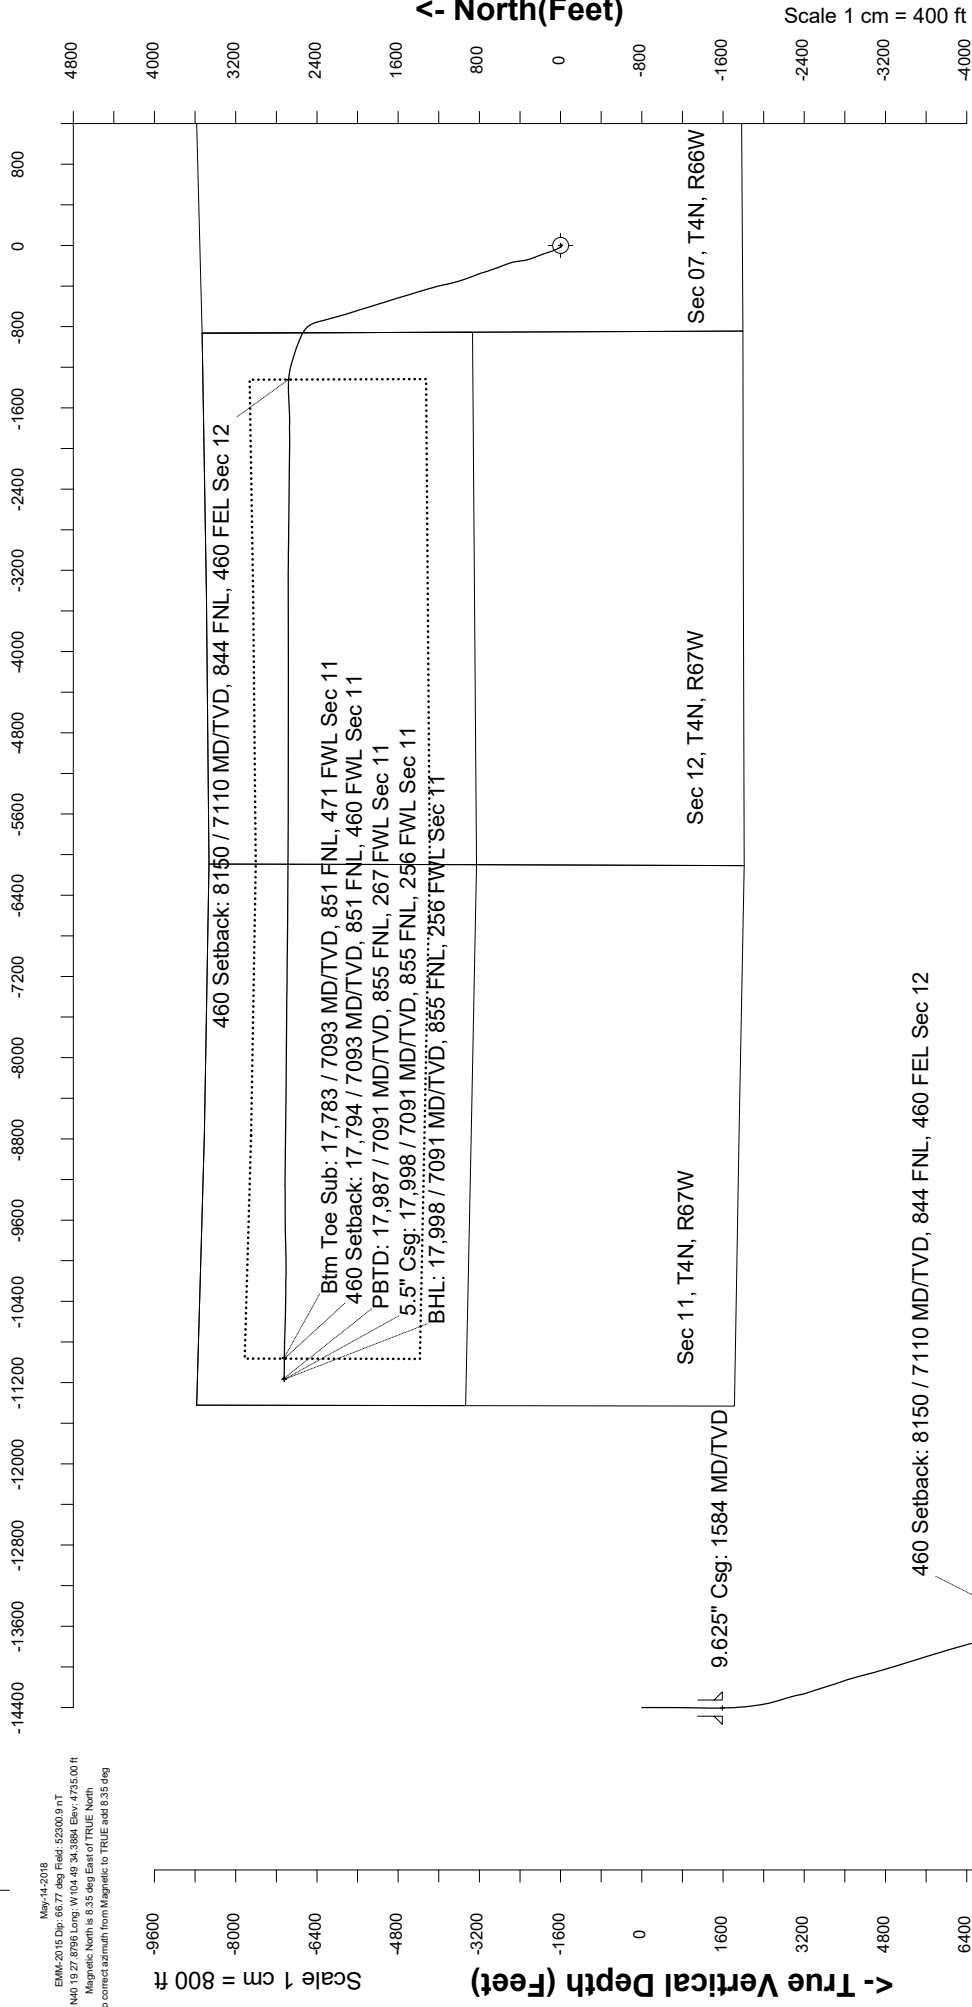 <- North(Feet)
Scale 1 cm = 400 ft
4800
4000
3200
2400
1600
800
0
-800
-1600
-2400
-3200
-4000
800
0
-800
-1600
-2400
-3200
-4000
-4800
-5600
-6400
-7200
-8000
-8800
-9600
-10400
-11200
-12000
-12800
-13600
-14400
Sec 07, T4N, R66W
Sec 12, T4N, R67W
Sec 11, T4N, R67W
460 Setback: 8150 / 7110 MD/TVD, 844 FNL, 460 FEL Sec 12
Btm Toe Sub: 17,783 / 7093 MD/TVD, 851 FNL, 471 FWL Sec 11
460 Setback: 17,794 / 7093 MD/TVD, 851 FNL, 460 FWL Sec 11
PBTD: 17,987 / 7091 MD/TVD, 855 FNL, 267 FWL Sec 11
5.5" Csg: 17,998 / 7091 MD/TVD, 855 FNL, 256 FWL Sec 11
BHL: 17,998 / 7091 MD/TVD, 855 FNL, 256 FWL Sec 11
9.625" Csg: 1584 MD/TVD
460 Setback: 8150 / 7110 MD/TVD, 844 FNL, 460 FEL Sec 12
May-14-2018
EMM-2015 Dip: 66.77 deg Field: 52300.9 nT
N40 19 27.8796 Long: W104 49 34.3884 Elev: 4735.00 ft
Magnetic North is 8.35 deg East of TRUE North
o correct azimuth from Magnetic to TRUE add 8.35 deg
Scale 1 cm = 800 ft
<- True Vertical Depth (Feet)
-9600
-8000
-6400
-4800
-3200
-1600
0
1600
3200
4800
6400